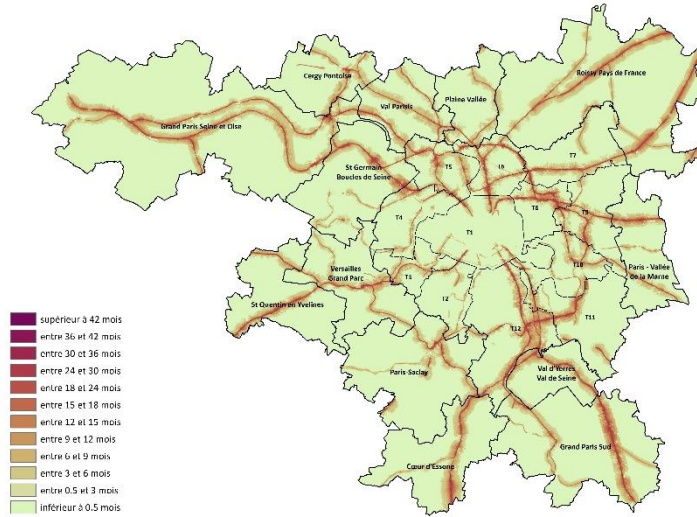 Cergy Pontoise
Roissy Pays de France
Val Parisis
Plaine Vallée
Grand Paris Seine et Oise
T7
T5
T6
St Germain
Boucles de Seine
T8
T9
T4
T1
Versailles
Grand Parc
T3
T10
Paris - Vallée
de la Marne
St Quentin en Yvelines
T2
T11
T12
Paris-Saclay
Val d'Yerres
Val de Seine
Grand Paris Sud
Cœur d'Essone
supérieur à 42 mois
entre 36 et 42 mois
entre 30 et 36 mois
entre 24 et 30 mois
entre 18 et 24 mois
entre 15 et 18 mois
entre 12 et 15 mois
entre 9 et 12 mois
entre 6 et 9 mois
entre 3 et 6 mois
entre 0.5 et 3 mois
inférieur à 0.5 mois